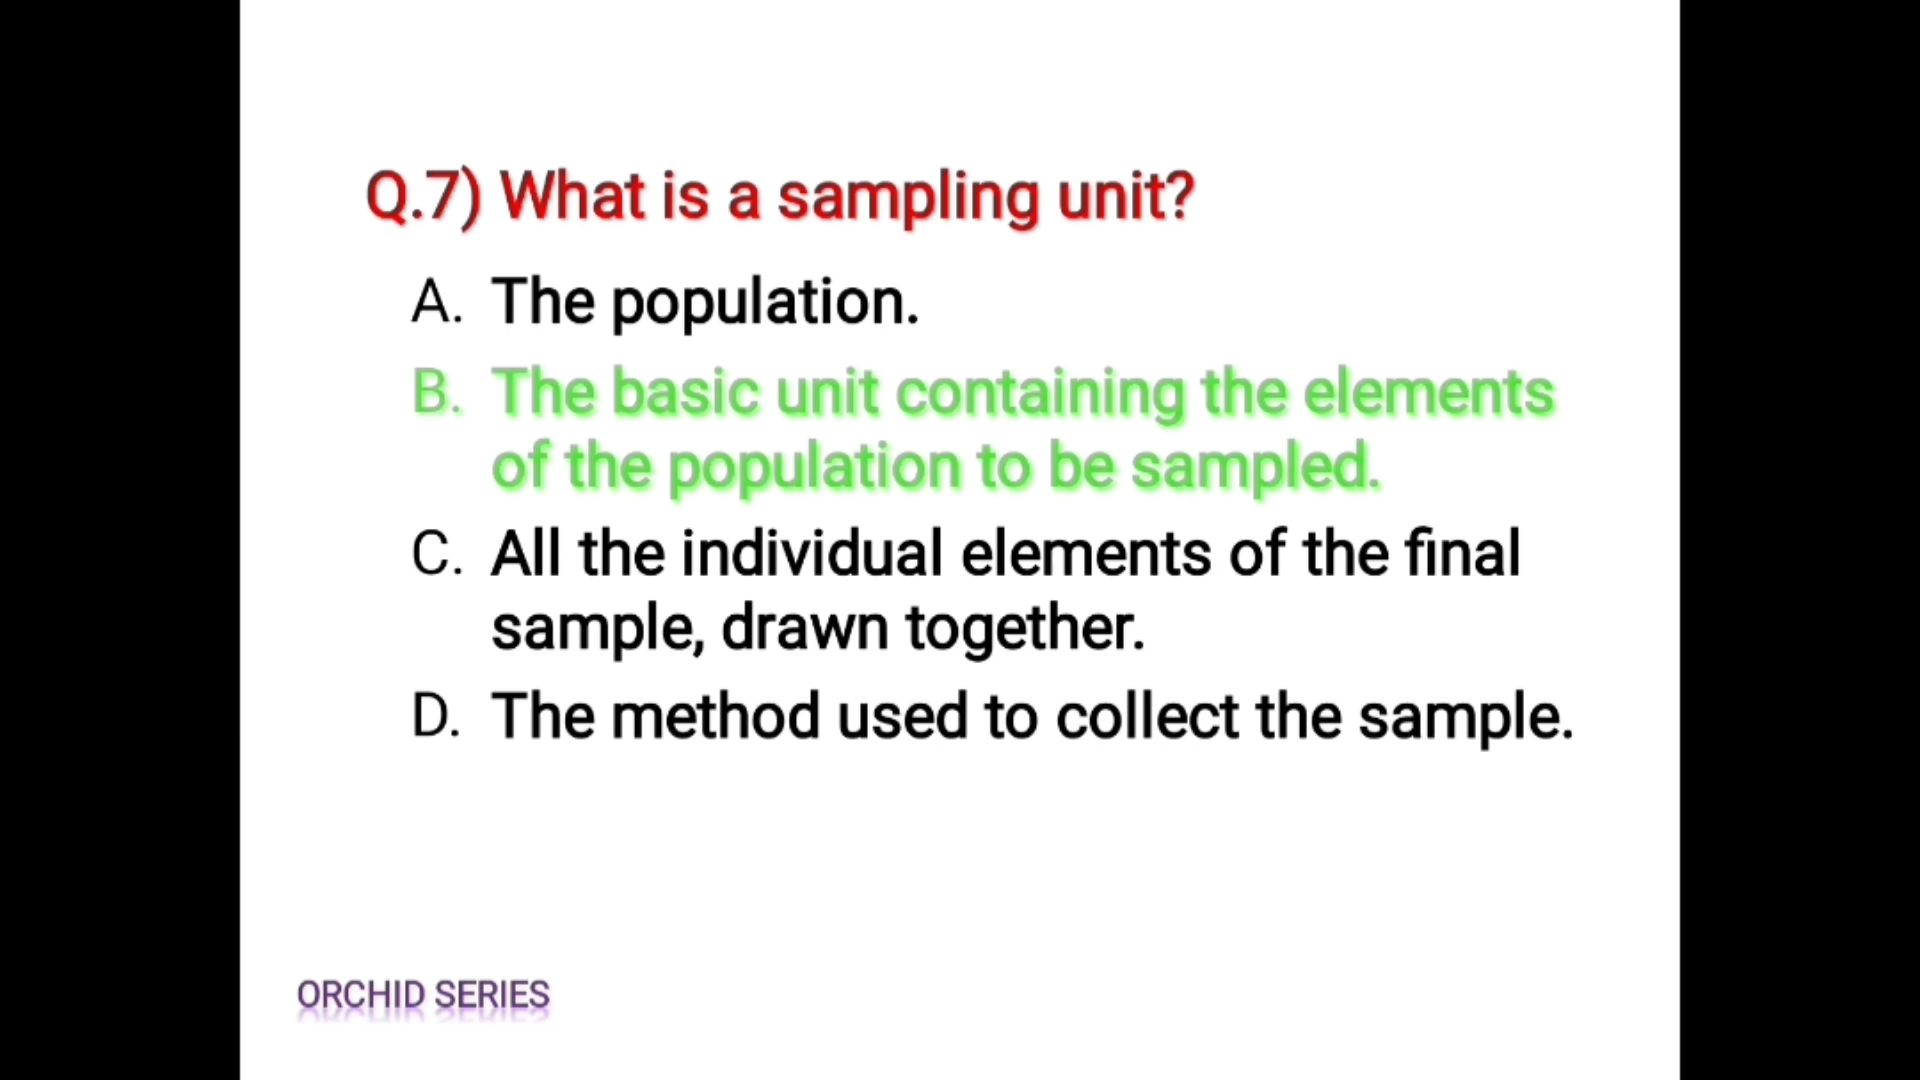 Q.7) What is a sampling unit?
A. The population.
B. The basic unit containing the elements
of the population to be sampled.
C. All the individual elements of the final
sample, drawn together.
D. The method used to collect the sample.
ORCHID SERIES